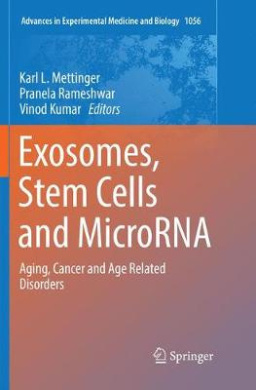 Advances in Experimental Medicine and Biology 1056
Karl L. Mettinger
Pranela Rameshwar
Vinod Kumar Editors
Exosomes,
Stem Cells
and MicroRNA
Aging, Cancer and Age Related
Disorders
Springer